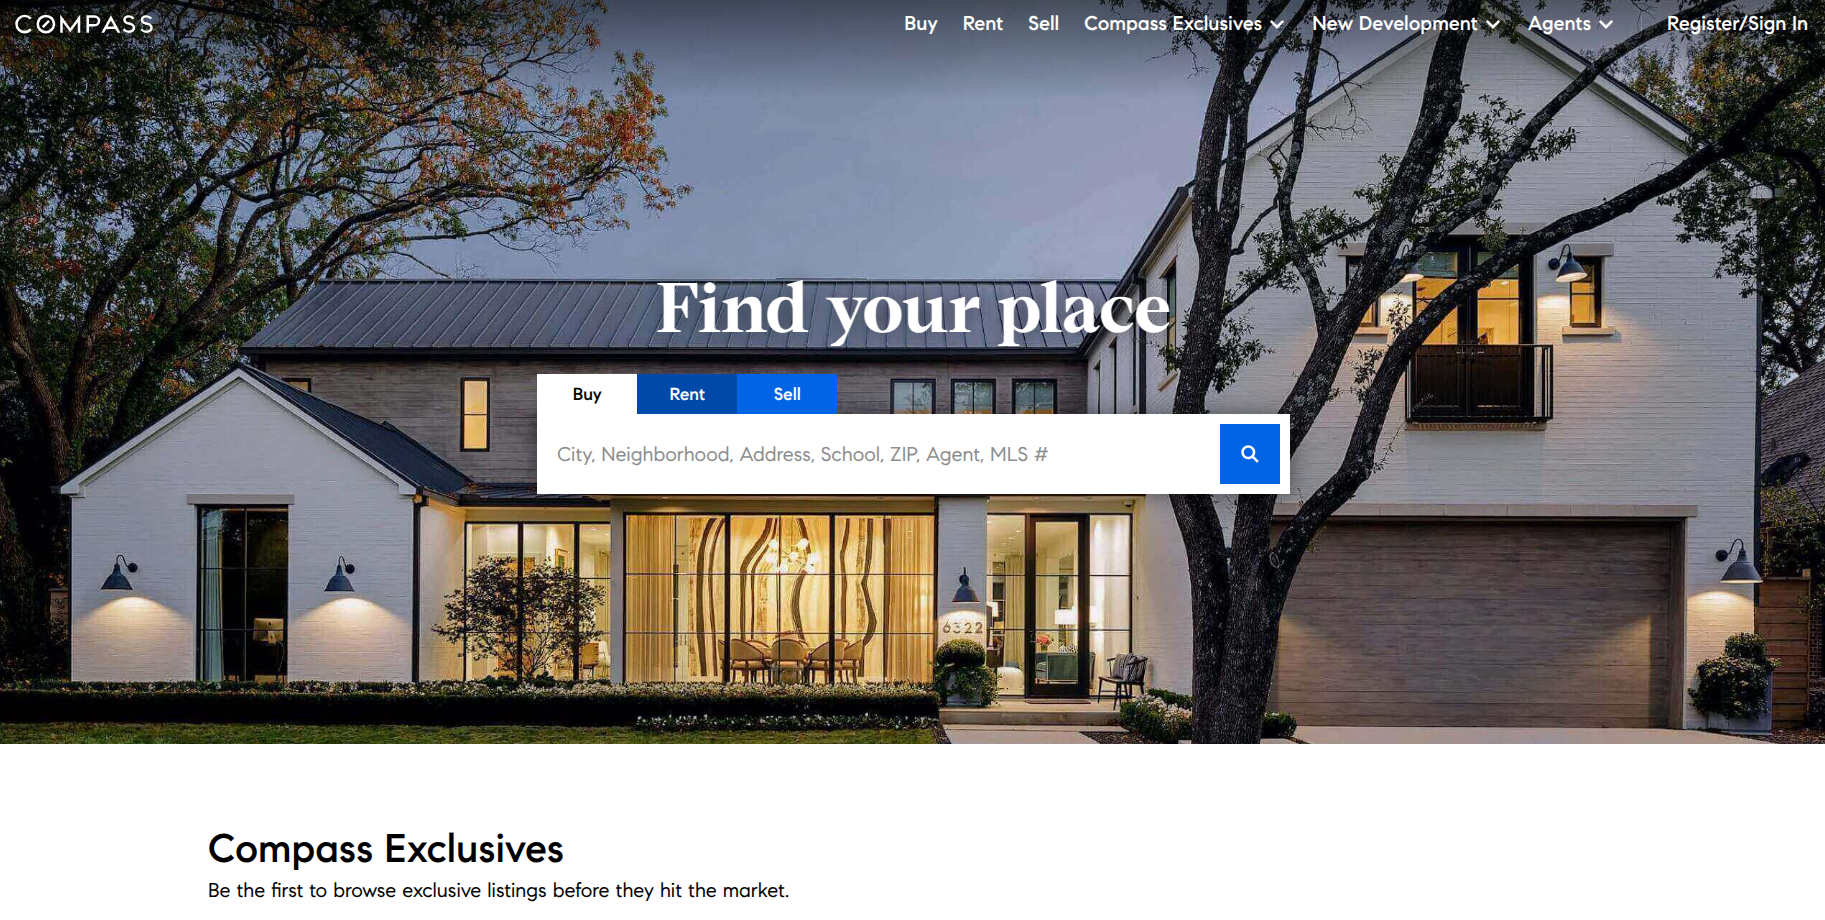 COMPASS
Buy Rent Sell Compass Exclusives New Development Agents Register/Sign In
Find your place
Buy Rent Sell
City, Neighborhood, Address, School, ZIP, Agent, MLS #
6322
Compass Exclusives
Be the first to browse exclusive listings before they hit the market.